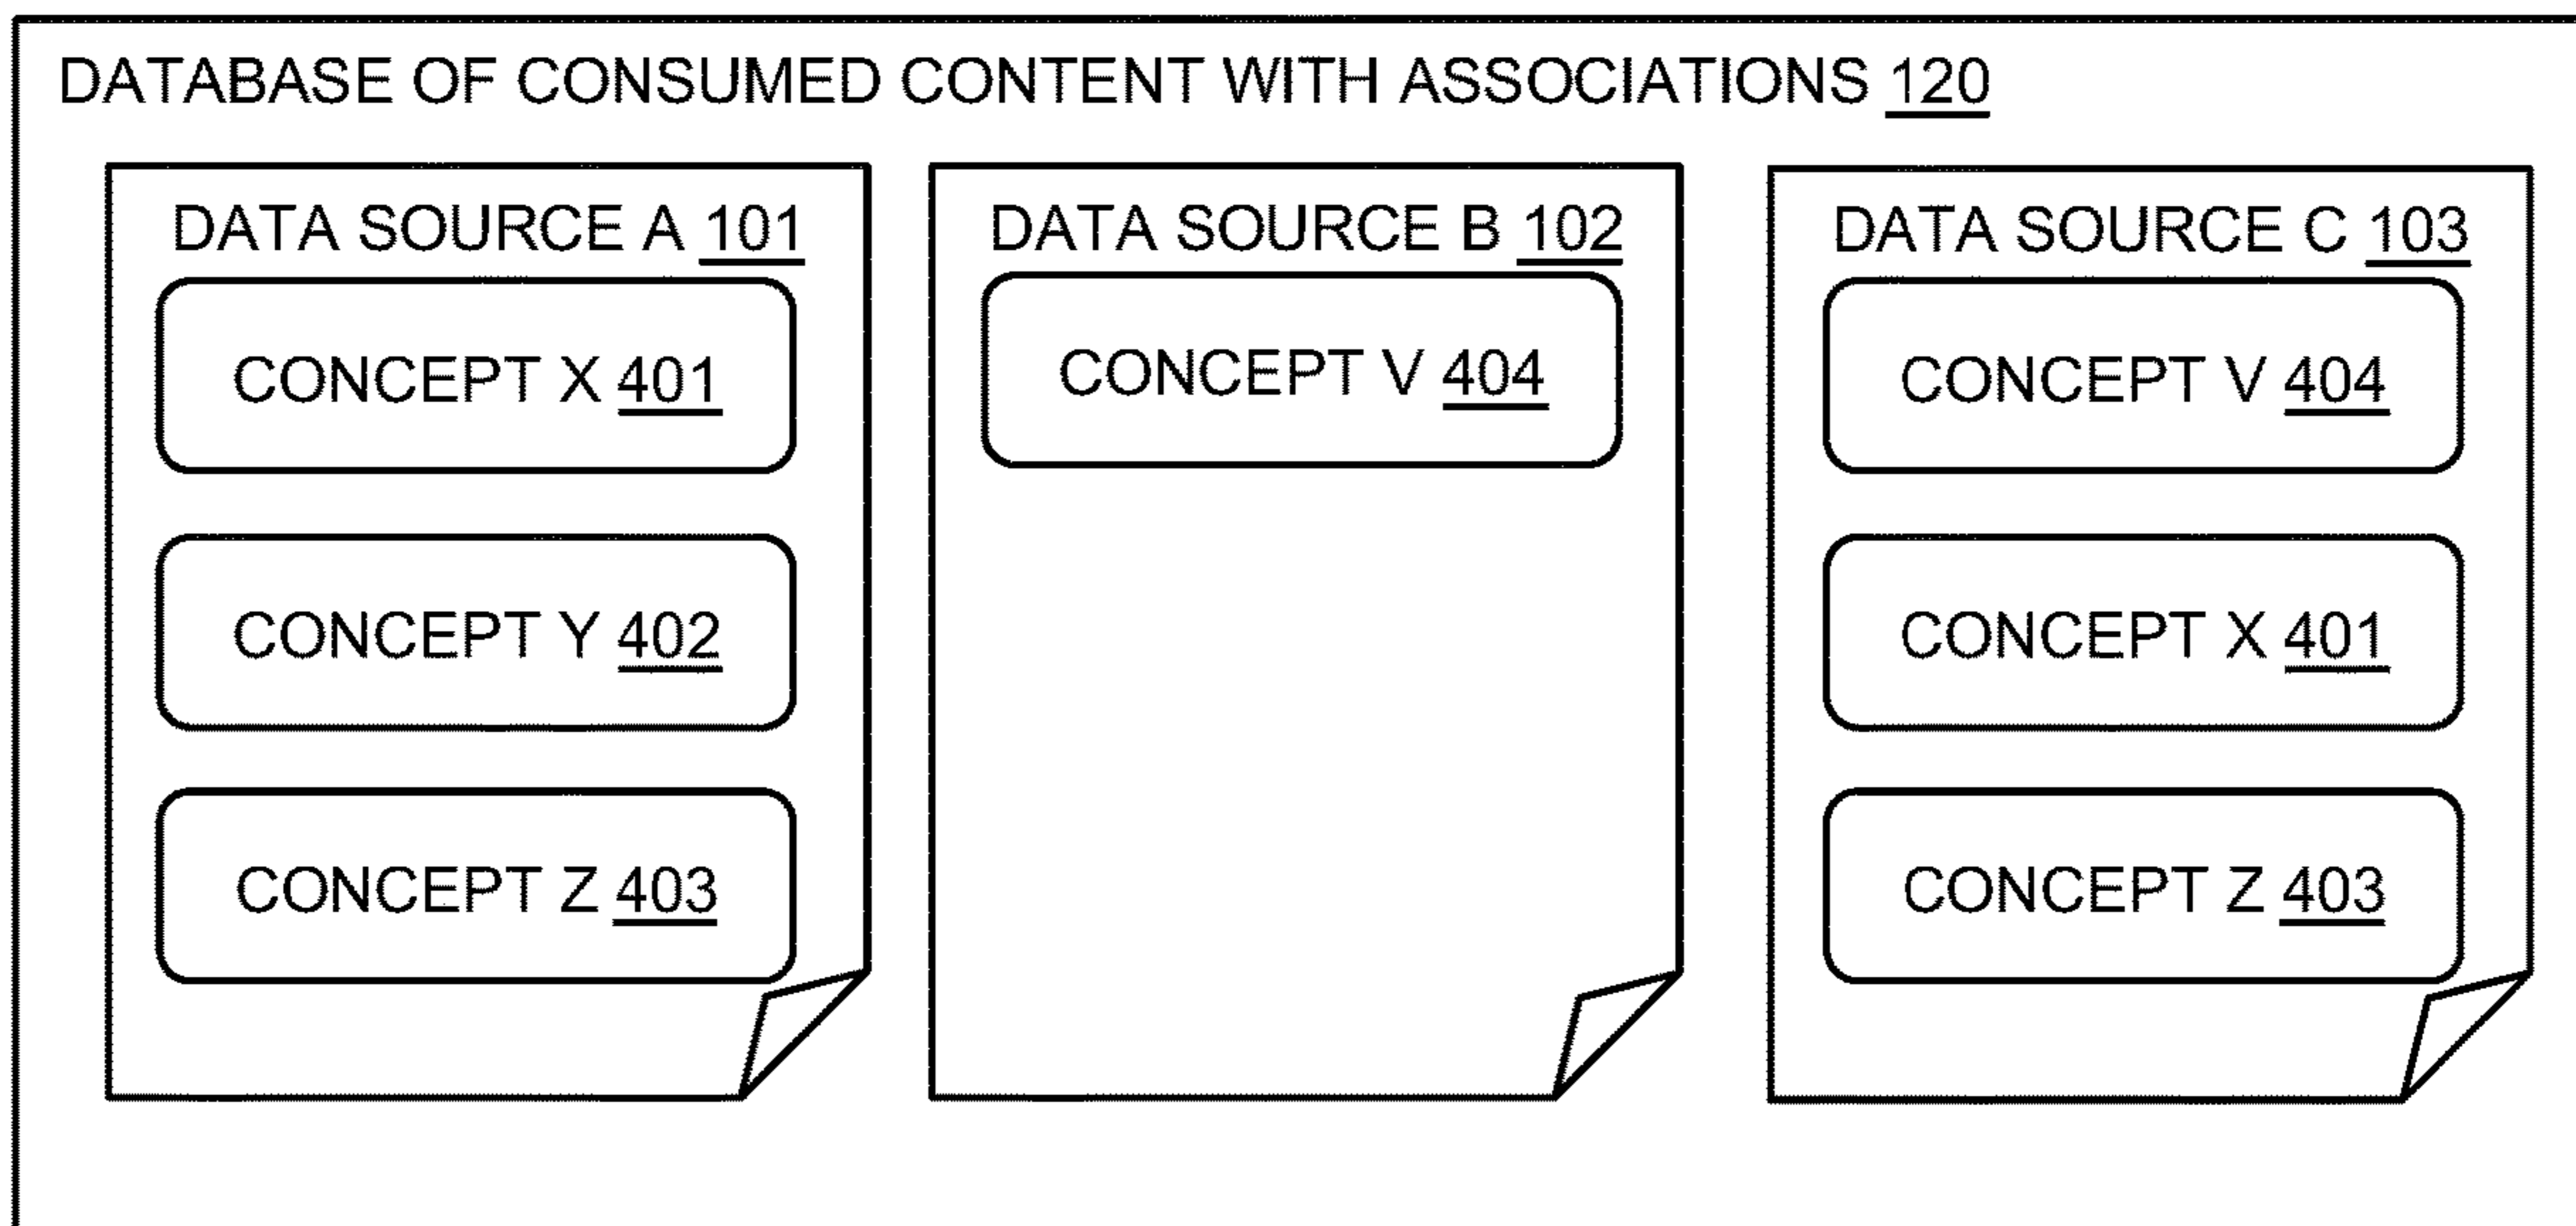 DATABASE OF CONSUMED CONTENT WITH ASSOCIATIONS 120
DATA SOURCE A 101
CONCEPT X 401
CONCEPT Y 402
CONCEPT Z 403
DATA SOURCE B 102
CONCEPT V 404
DATA SOURCE C 103
CONCEPT V 404
CONCEPT X 401
CONCEPT Z 403